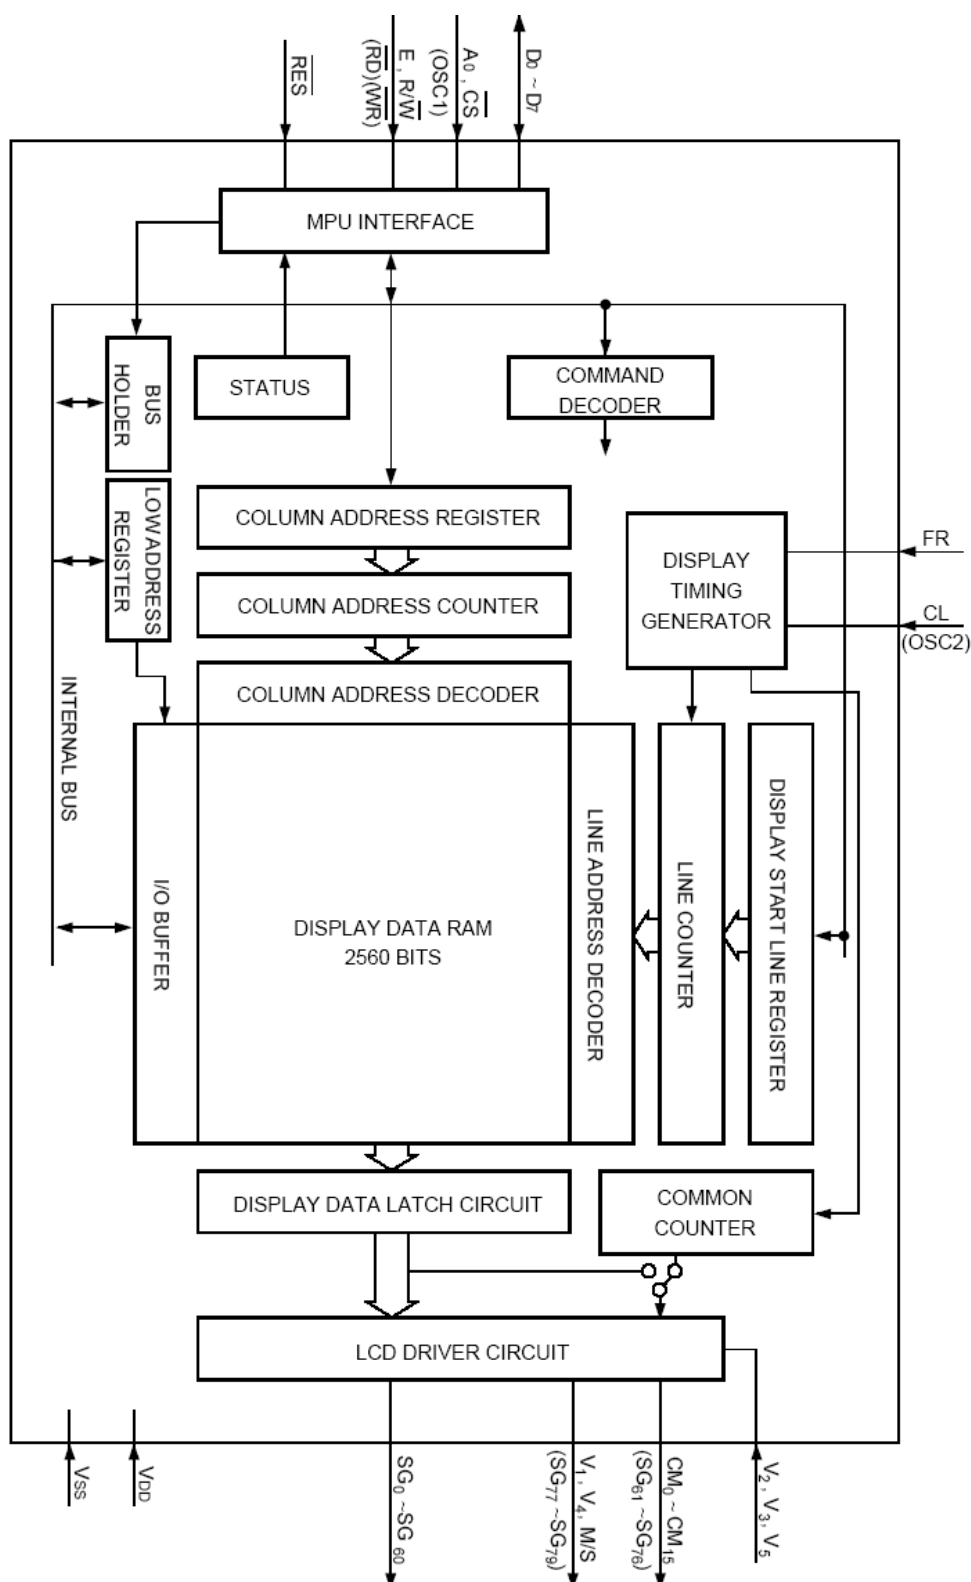 RES
E , R/W
(RD)(WR)
A0 , CS
(OSC1)
D0 ~ D7
MPU INTERFACE
BUS
HOLDER
STATUS
COMMAND
DECODER
LOW ADDRESS
REGISTER
COLUMN ADDRESS REGISTER
COLUMN ADDRESS COUNTER
COLUMN ADDRESS DECODER
DISPLAY
TIMING
GENERATOR
FR
CL
(OSC2)
INTERNAL BUS
I/O BUFFER
DISPLAY DATA RAM
2560 BITS
LINE ADDRESS DECODER
LINE COUNTER
DISPLAY START LINE REGISTER
DISPLAY DATA LATCH CIRCUIT
COMMON
COUNTER
LCD DRIVER CIRCUIT
VSS
VDD
SG0 ~SG 60
V1, V4, M/S
(SG77 ~SG79)
CM0 ~ CM15
(SG61 ~SG76)
V2, V3, V5